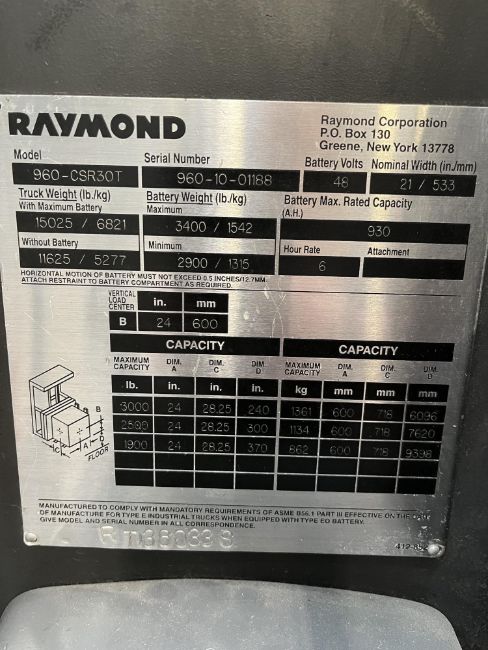 RAYMOND
Raymond Corporation
P.O. Box 130
Greene, New York 13778
Model
Serial Number
Battery Volts
Nominal Width (in./mm)
960-CSR30T
960-10-01188
48
21 / 533
Truck Weight (lb./kg)
With Maximum Battery
Battery Weight (lb./kg)
Maximum
Battery Max. Rated Capacity
(A.H.)
15025 / 6821
3400 / 1542
930
Without Battery
Minimum
Hour Rate
Attachment
11625 / 5277
2900 / 1315
6
HORIZONTAL MOTION OF BATTERY MUST NOT EXCEED 0.5 INCHES/12.7MM.
ATTACH RESTRAINT TO BATTERY COMPARTMENT AS REQUIRED.
VERTICAL LOAD CENTER
in.
mm
B
24
600
CAPACITY
CAPACITY
MAXIMUM CAPACITY
DIM. A
DIM. C
DIM. D
MAXIMUM CAPACITY
DIM. A
DIM. C
DIM. D
lb. in. in. in. kg mm mm mm
3000 24 28.25 240 1361 600 718 6096
2500 24 28.25 300 1134 600 718 7620
1900 24 28.25 370 862 600 718 9398
B
D
A
C
FLOOR
MANUFACTURED TO COMPLY WITH MANDATORY REQUIREMENTS OF ASME B56.1 PART III EFFECTIVE ON THE
OF MANUFACTURE FOR TYPE E INDUSTRIAL TRUCKS WHEN EQUIPPED WITH TYPE EO BATTERY.
GIVE MODEL AND SERIAL NUMBER IN ALL CORRESPONDENCE.